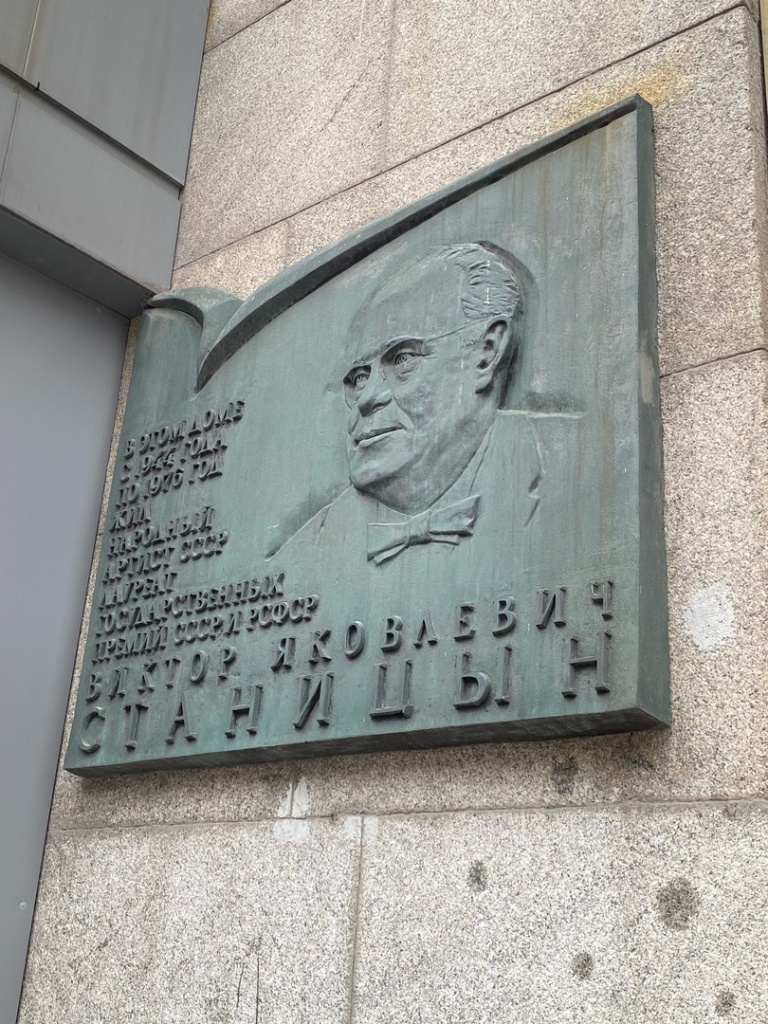 В ЭТОМ ДОМЕ
С 1944 ГОДА
ПО 1976 ГОД
ЖИЛ
НАРОДНЫЙ
АРТИСТ СССР
ЛАУРЕАТ
ГОСУДАРСТВЕННЫХ
ПРЕМИЙ СССР И РСФСР
ВИКТОР ЯКОВЛЕВИЧ
СТАНИЦЫН